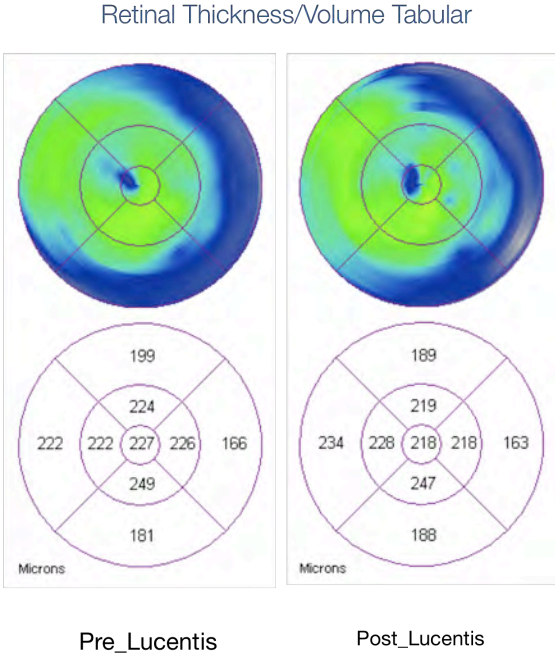 Retinal Thickness/Volume Tabular
199
224
222 222 227 226 166
249
181
Microns
Pre_Lucentis
189
219
234 228 218 218 163
247
188
Microns
Post_Lucentis